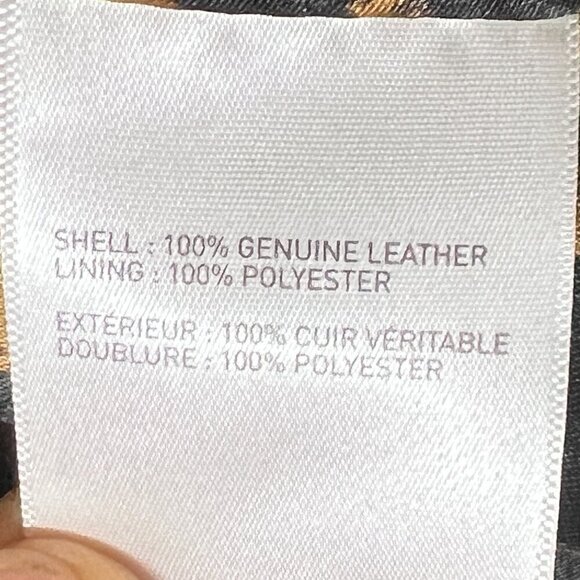 SHELL : 100% GENUINE LEATHER
LINING : 100% POLYESTER
EXTÉRIEUR : 100% CUIR VÉRITABLE
DOUBLURE : 100% POLYESTER